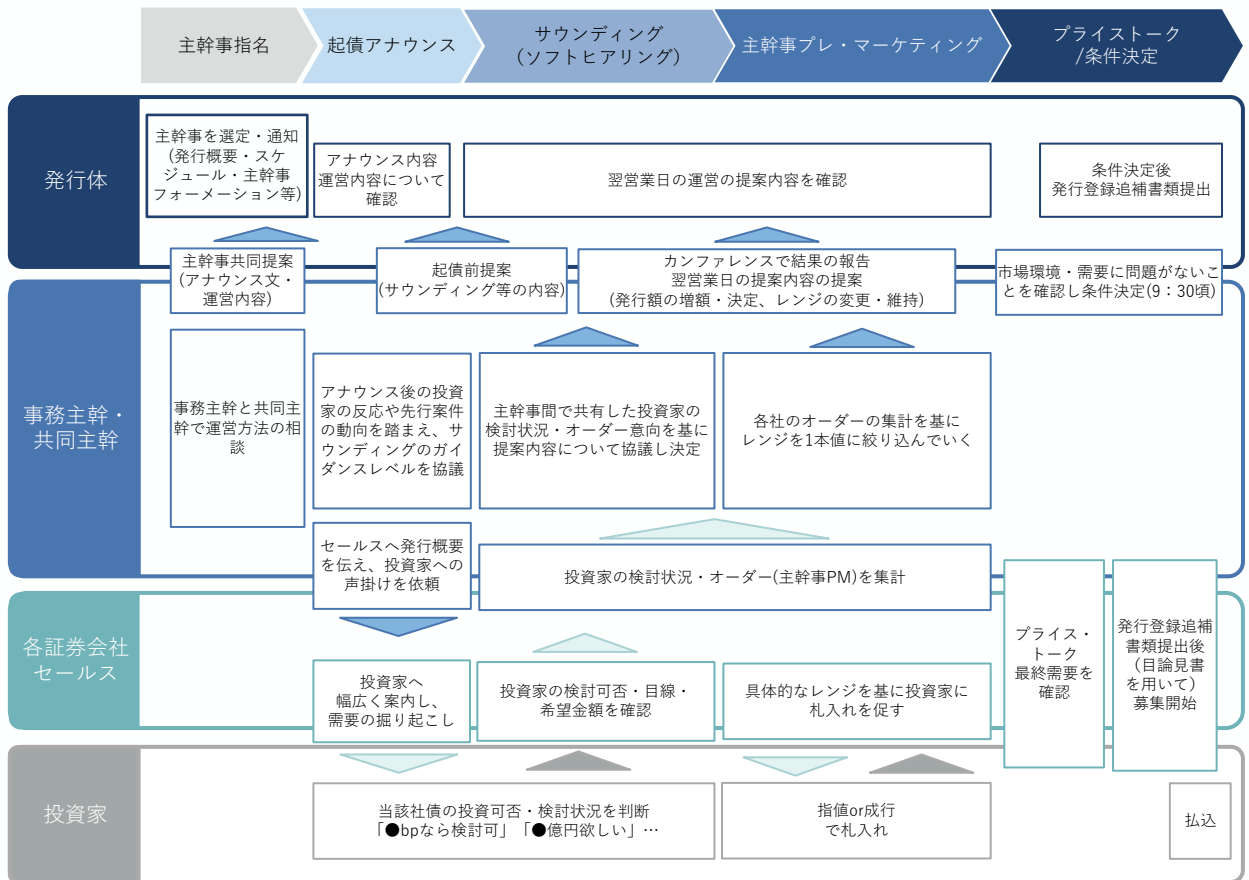 主幹事指名
起債アナウンス
サウンディング
(ソフトヒアリング)
主幹事プレ・マーケティング
プライストーク
/条件決定
発行体
主幹事を選定・通知
(発行概要・スケ
ジュール・主幹事
フォーメーション等)
アナウンス内容
運営内容について
確認
翌営業日の運営の提案内容を確認
条件決定後
発行登録追補書類提出
主幹事共同提案
(アナウンス文・
運営内容)
起債前提案
(サウンディング等の内容)
カンファレンスで結果の報告
翌営業日の提案内容の提案
(発行額の増額・決定、レンジの変更・維持)
市場環境・需要に問題がないこ
とを確認し条件決定(9：30頃)
事務主幹・
共同主幹
事務主幹と共同主
幹で運営方法の相
談
アナウンス後の投資
家の反応や先行案件
の動向を踏まえ、サ
ウンディングのガイ
ダンスレベルを協議
主幹事間で共有した投資家の
検討状況・オーダー意向を基に
提案内容について協議し決定
各社のオーダーの集計を基に
レンジを1本値に絞り込んでいく
セールスへ発行概要
を伝え、投資家への
声掛けを依頼
投資家の検討状況・オーダー(主幹事PM)を集計
各証券会社
セールス
投資家へ
幅広く案内し、
需要の掘り起こし
投資家の検討可否・目線・
希望金額を確認
具体的なレンジを基に投資家に
札入れを促す
プライス・
トーク
最終需要を
確認
発行登録追補
書類提出後
（目論見書
を用いて）
募集開始
投資家
当該社債の投資可否・検討状況を判断
「●bpなら検討可」「●億円欲しい」…
指値or成行
で札入れ
払込